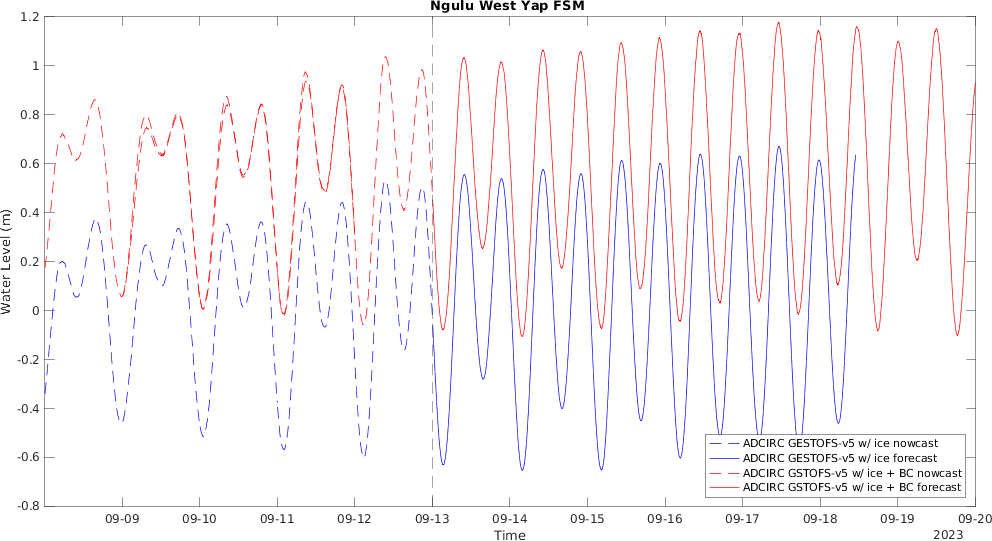 Ngulu West Yap FSM
1.2
1
0.8
0.6
0.4
0.2
0
-0.2
-0.4
-0.6
-0.8
Water Level (m)
ADCIRC GESTOFS-v5 w/ ice nowcast
ADCIRC GESTOFS-v5 w/ ice forecast
ADCIRC GSTOFS-v5 w/ ice + BC nowcast
ADCIRC GSTOFS-v5 w/ ice + BC forecast
09-09 09-10 09-11 09-12 09-13 09-14 09-15 09-16 09-17 09-18 09-19 09-20
Time
2023